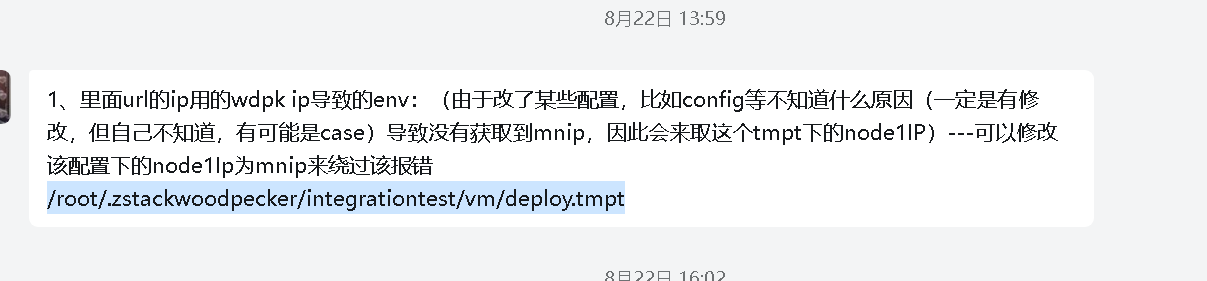 8月22日 13:59
1、里面url的ip用的wdpk ip导致的env：（由于改了某些配置，比如config等不知道什么原因（一定是有修
改，但自己不知道，有可能是case）导致没有获取到mnip，因此会来取这个tmpt下的node1IP）---可以修改
该配置下的node1Ip为mnip来绕过该报错
/root/.zstackwoodpecker/integrationtest/vm/deploy.tmpt
8月22日 16:02